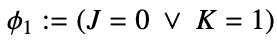 ϕ₁ := (J = 0 ∨ K = 1)